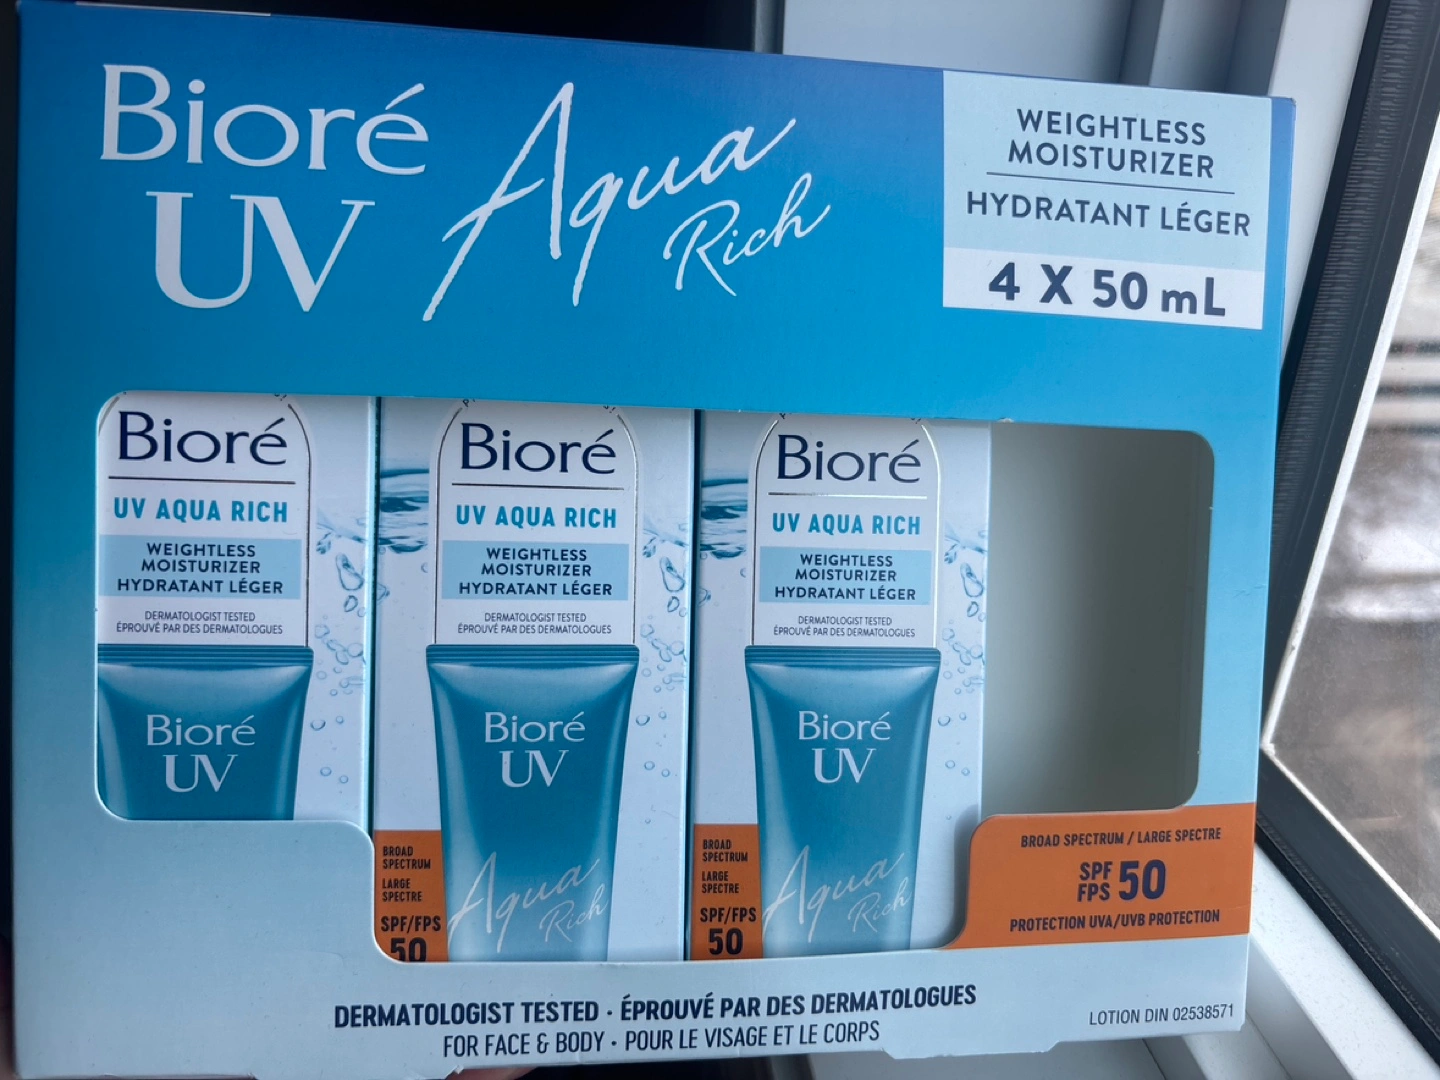 Bioré
UV
Aqua
Rich
WEIGHTLESS
MOISTURIZER
HYDRATANT LÉGER
4 X 50 mL
Bioré
UV AQUA RICH
WEIGHTLESS
MOISTURIZER
HYDRATANT LÉGER
DERMATOLOGIST TESTED
ÉPROUVÉ PAR DES DERMATOLOGUES
Bioré
UV
Bioré
UV AQUA RICH
WEIGHTLESS
MOISTURIZER
HYDRATANT LÉGER
DERMATOLOGIST TESTED
ÉPROUVÉ PAR DES DERMATOLOGUES
Bioré
UV
Aqua
Rich
BROAD
SPECTRUM
LARGE
SPECTRE
SPF/FPS
50
Bioré
UV AQUA RICH
WEIGHTLESS
MOISTURIZER
HYDRATANT LÉGER
DERMATOLOGIST TESTED
ÉPROUVÉ PAR DES DERMATOLOGUES
Bioré
UV
Aqua
Rich
BROAD
SPECTRUM
LARGE
SPECTRE
SPF/FPS
50
BROAD SPECTRUM / LARGE SPECTRE
SPF
FPS 50
PROTECTION UVA/UVB PROTECTION
DERMATOLOGIST TESTED · ÉPROUVÉ PAR DES DERMATOLOGUES
FOR FACE & BODY · POUR LE VISAGE ET LE CORPS
LOTION DIN 02538571